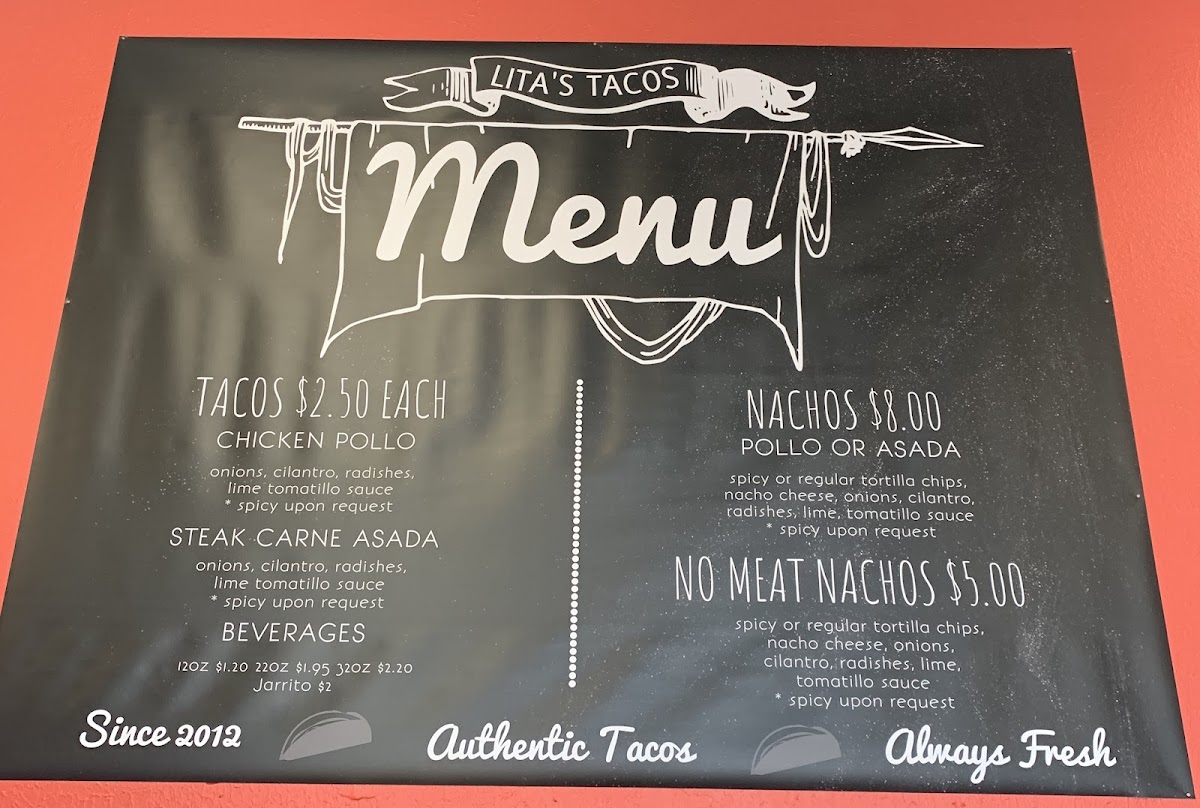 LITA'S TACOS
Menu
TACOS $2.50 EACH
CHICKEN POLLO
onions, cilantro, radishes,
lime tomatillo sauce
* spicy upon request
STEAK CARNE ASADA
onions, cilantro, radishes,
lime tomatillo sauce
* spicy upon request
BEVERAGES
12OZ $1.20 22OZ $1.95 32OZ $2.20
Jarrito $2
NACHOS $8.00
POLLO OR ASADA
spicy or regular tortilla chips,
nacho cheese, onions, cilantro,
radishes, lime, tomatillo sauce
* spicy upon request
NO MEAT NACHOS $5.00
spicy or regular tortilla chips,
nacho cheese, onions,
cilantro, radishes, lime,
tomatillo sauce
* spicy upon request
Since 2012
Authentic Tacos
Always Fresh